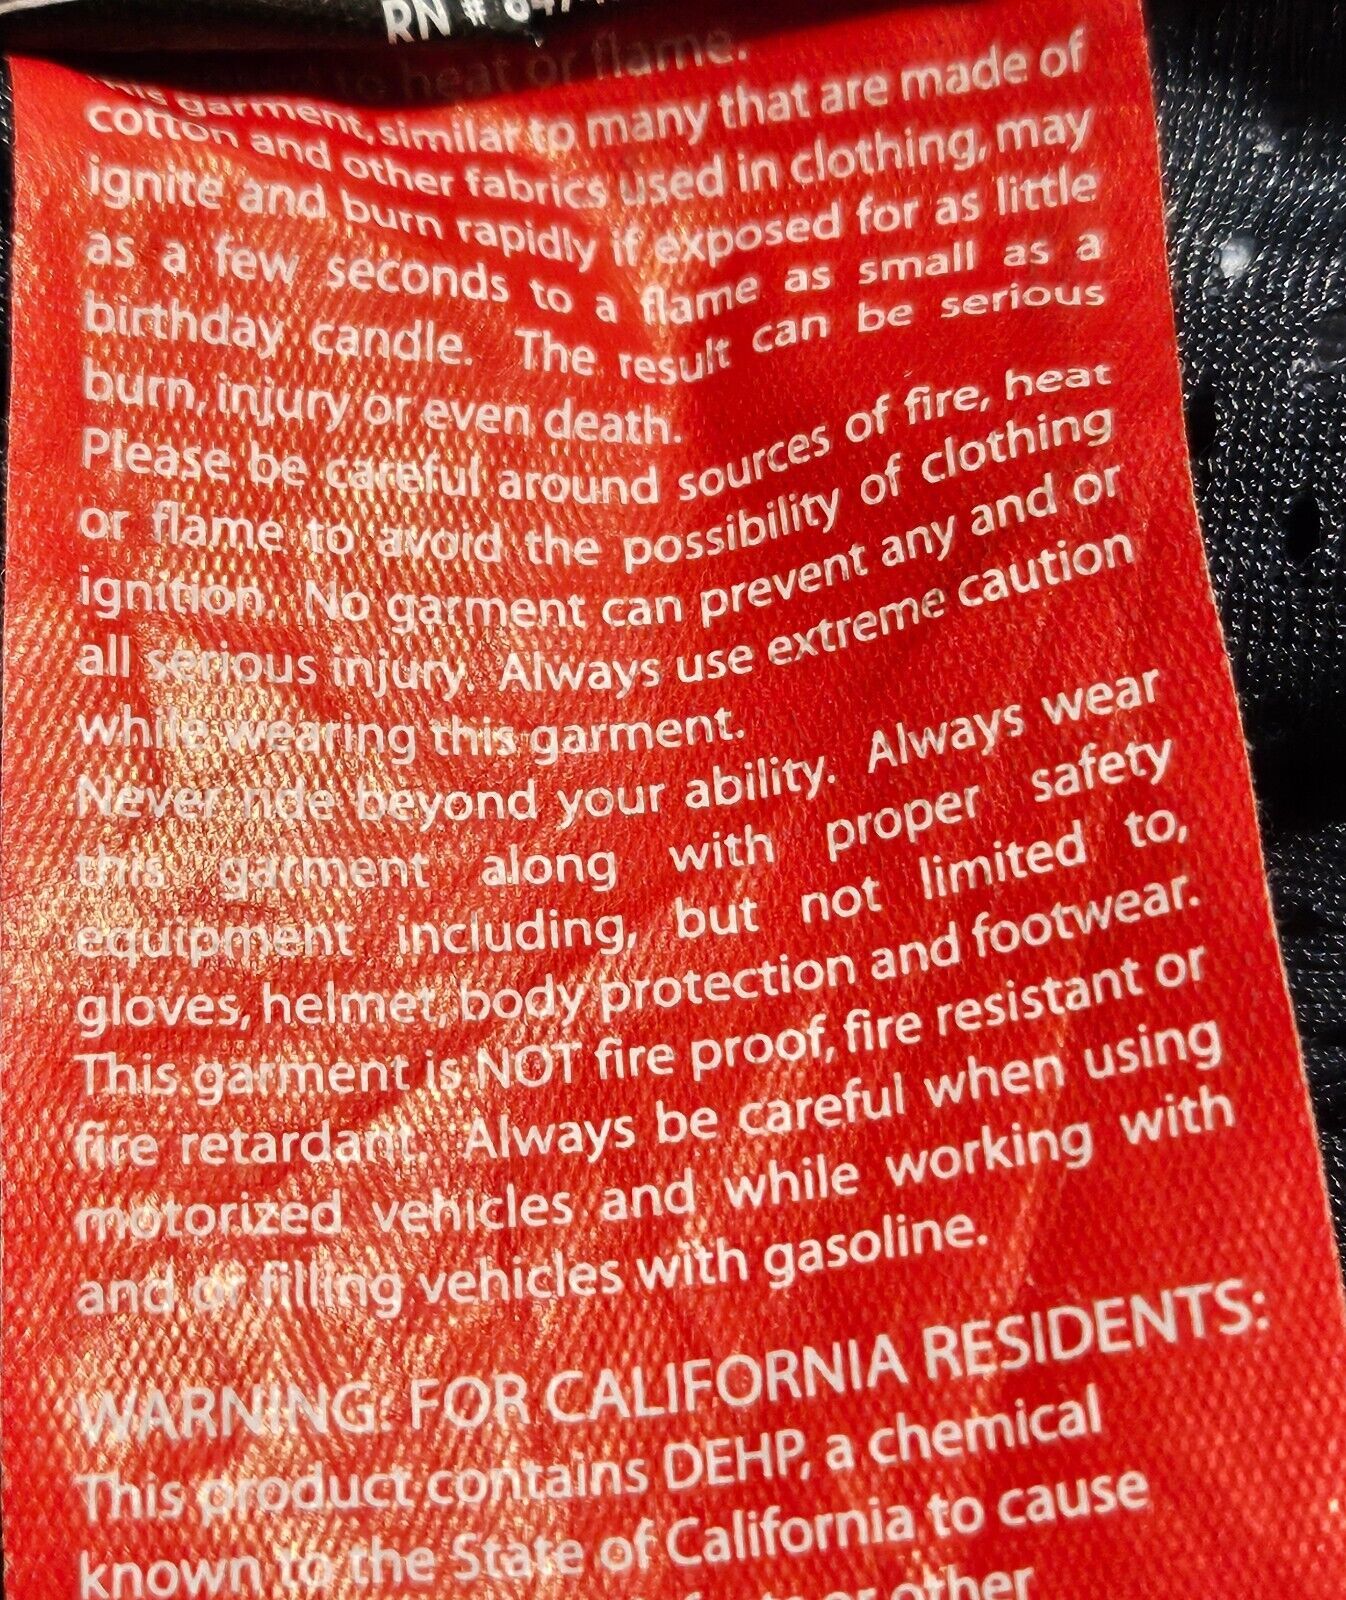 RN #
to heat or flame.
garment, similar to many that are made of
cotton and other fabrics used in clothing, may
ignite and burn rapidly if exposed for as little
as a few seconds to a flame as small as a
birthday candle. The result can be serious
burn, injury or even death.
Please be careful around sources of fire, heat
or flame to avoid the possibility of clothing
ignition. No garment can prevent any and or
all serious injury. Always use extreme caution
while wearing this garment.
Never ride beyond your ability. Always wear
this garment along with proper safety
equipment including, but not limited to,
gloves, helmet, body protection and footwear.
This garment is NOT fire proof, fire resistant or
fire retardant. Always be careful when using
motorized vehicles and while working with
and or filling vehicles with gasoline.
WARNING: FOR CALIFORNIA RESIDENTS:
This product contains DEHP, a chemical
known to the State of California to cause
or other